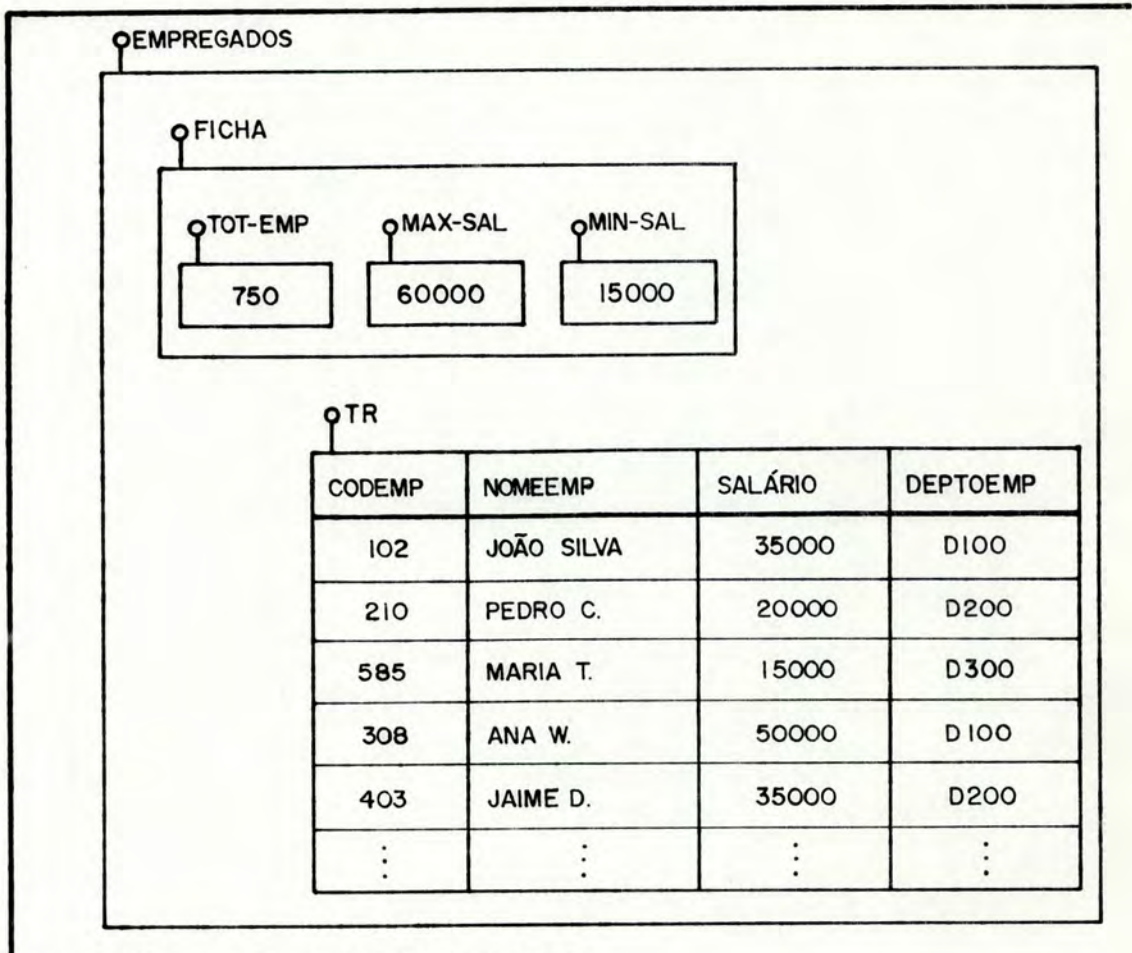 EMPREGADOS
FICHA
TOT-EMP MAX-SAL MIN-SAL
750 60000 15000
TR
CODEMP NOMEEMP SALÁRIO DEPTOEMP
102 JOÃO SILVA 35000 D100
210 PEDRO C. 20000 D200
585 MARIA T. 15000 D300
308 ANA W. 50000 D100
403 JAIME D. 35000 D200
⋮ ⋮ ⋮ ⋮